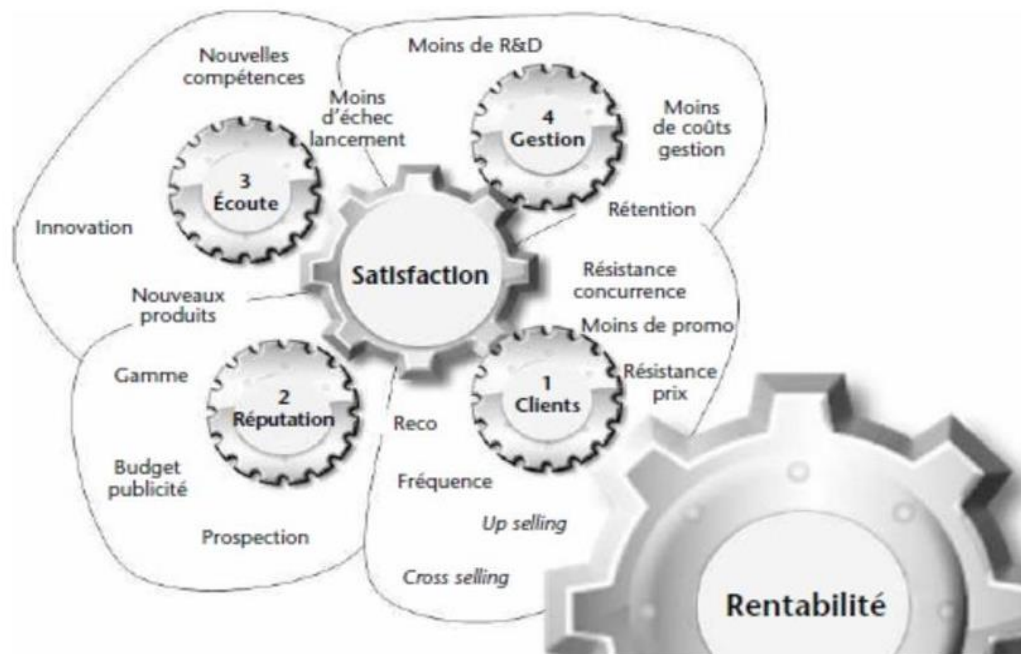 Nouvelles
compétences
Moins de R&D
Moins
d'échec
lancement
4
Gestion
Moins
de coûts
gestion
3
Écoute
Innovation
Rétention
Satisfaction
Résistance
concurrence
Nouveaux
produits
Moins de promo
Gamme
2
Réputation
1
Clients
Résistance
prix
Reco
Budget
publicité
Fréquence
Up selling
Prospection
Cross selling
Rentabilité